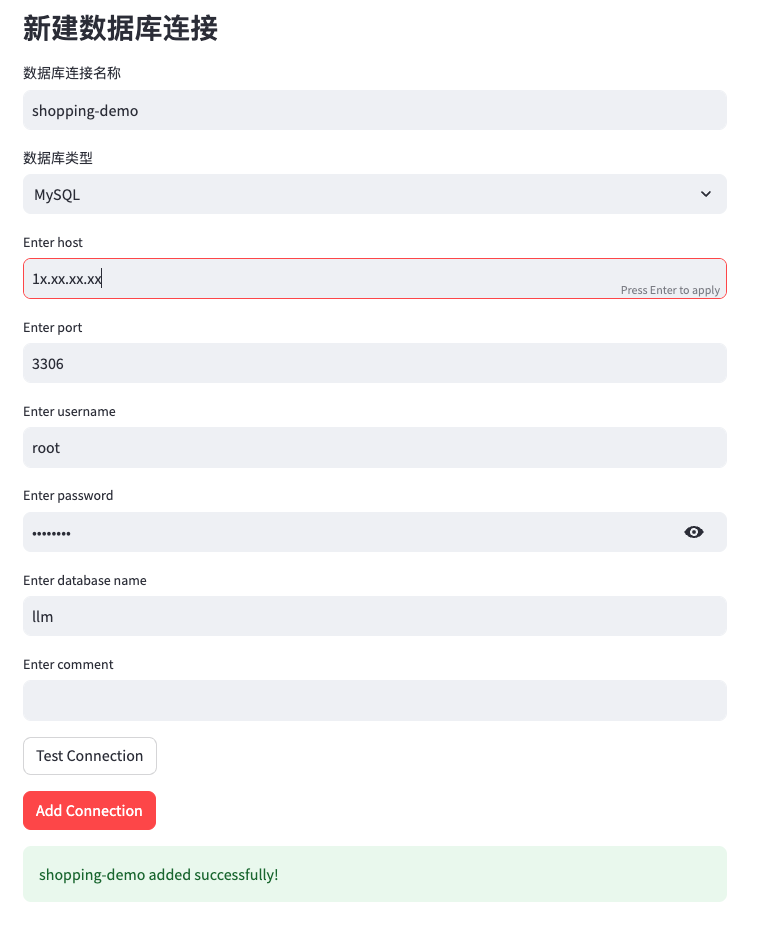 新建数据库连接
数据库连接名称
shopping-demo
数据库类型
MySQL
Enter host
1x.xx.xx.xx
Press Enter to apply
Enter port
3306
Enter username
root
Enter password
••••••••
Enter database name
llm
Enter comment
Test Connection
Add Connection
shopping-demo added successfully!